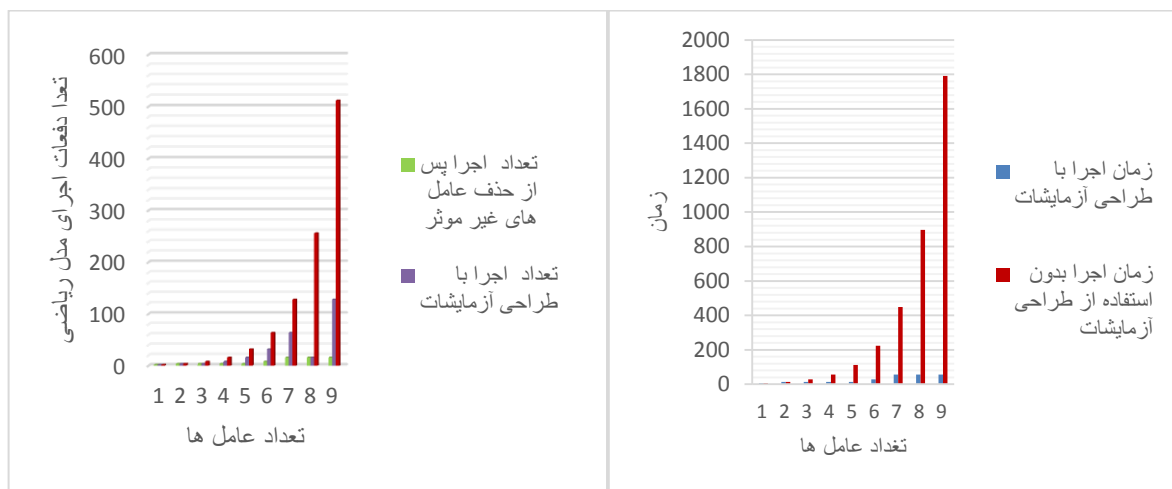 600
500
400
300
200
100
0
تعدا دفعات اجرای مدل ریاضی
1 2 3 4 5 6 7 8 9
تعداد عامل ها
تعداد اجرا پس
از حذف عامل
های غیر موثر
تعداد اجرا با
طراحی آزمایشات
2000
1800
1600
1400
1200
1000
800
600
400
200
0
زمان
1 2 3 4 5 6 7 8 9
تغداد عامل ها
زمان اجرا با
طراحی آزمایشات
زمان اجرا بدون
استفاده از طراحی
آزمایشات